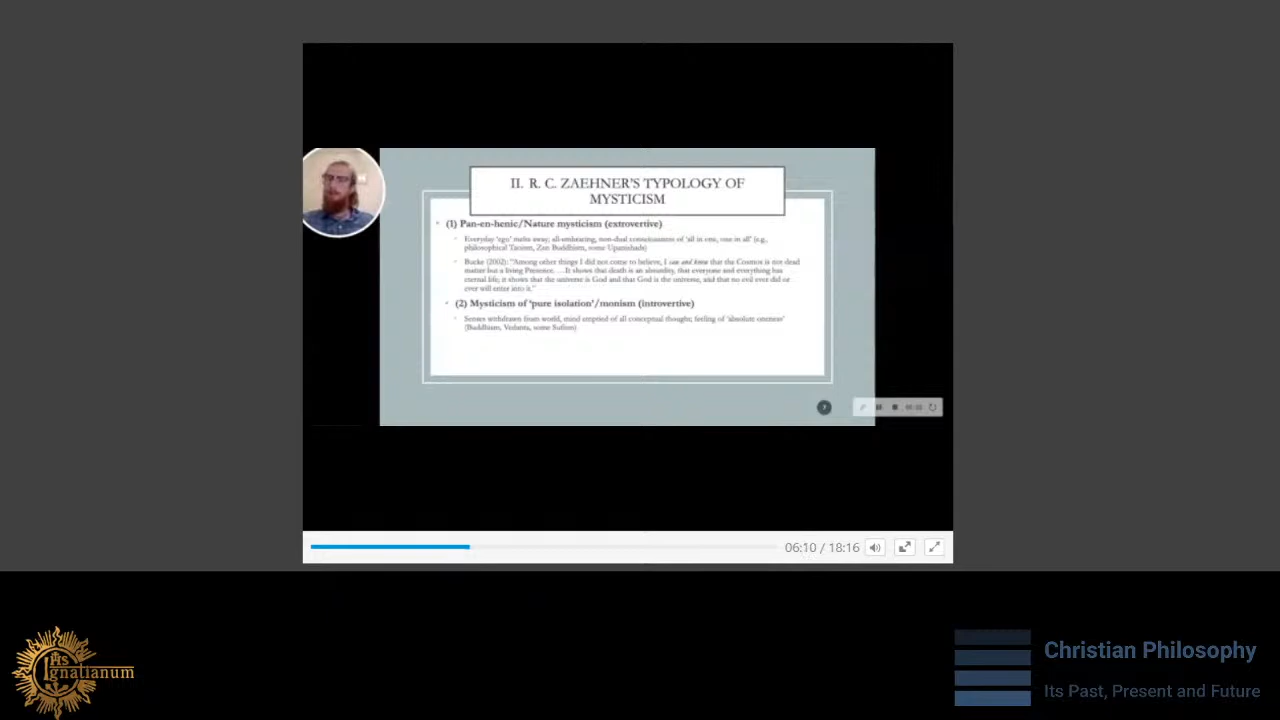 II. R. C. ZAEHNER'S TYPOLOGY OF
MYSTICISM
(1) Pan-en-henic/Nature mysticism (extrovertive)
Everyday 'ego' melts away; all-embracing, non-dual consciousness of 'all in one, one in all' (e.g.,
philosophical Taoism, Zen Buddhism, some Upanishads)
Bucke (2002): "Among other things I did not come to believe, I saw and knew that the Cosmos is not dead
matter but a living Presence. …It shows that death is an absurdity, that everyone and everything has
eternal life; it shows that the universe is God and that God is the universe, and that no evil ever did or
ever will enter into it."
(2) Mysticism of 'pure isolation'/monism (introvertive)
Senses withdrawn from world, mind emptied of all conceptual thought; feeling of 'absolute oneness'
(Buddhism, Vedanta, some Sufism)
7
06:10 / 18:16
IHS
Ignatianum
Christian Philosophy
Its Past, Present and Future